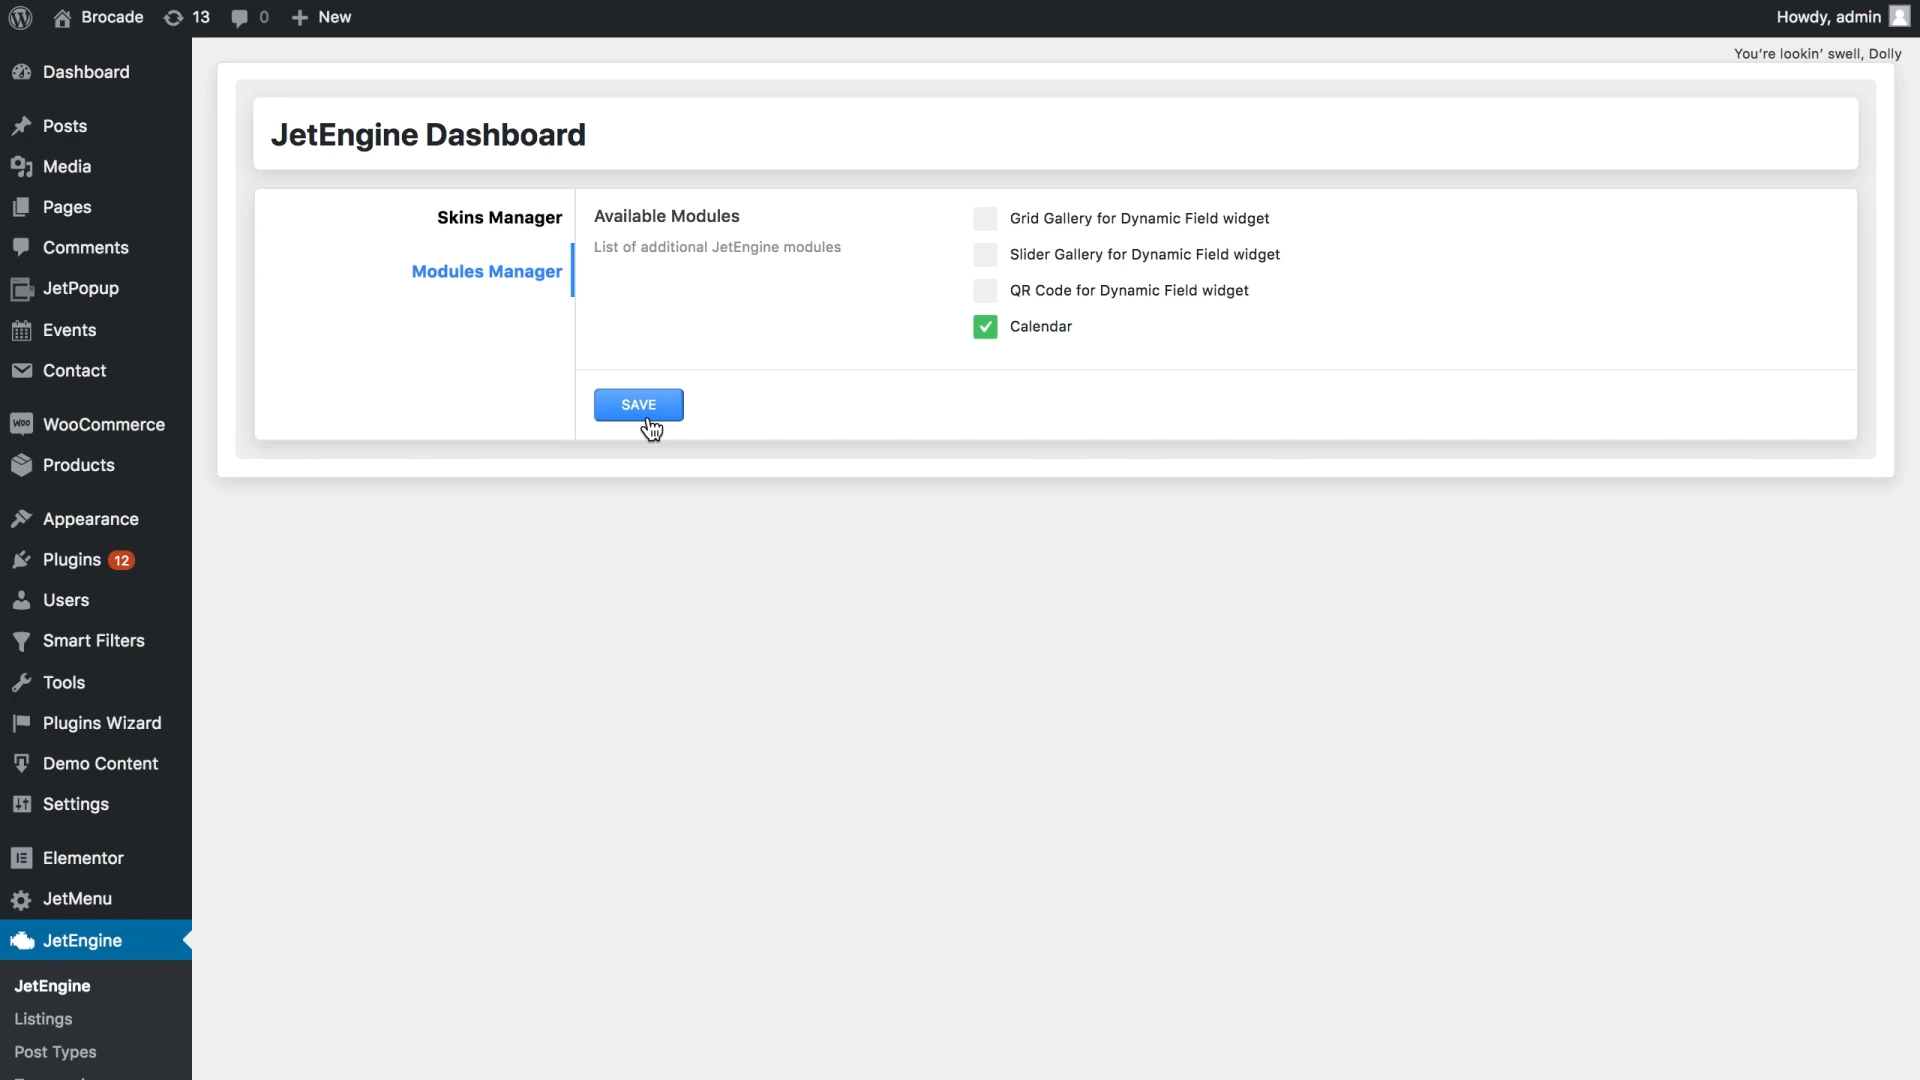 Brocade 13 0 New Howdy, admin
You're lookin' swell, Dolly
Dashboard
Posts
Media
Pages
Comments
JetPopup
Events
Contact
WOO WooCommerce
Products
Appearance
Plugins 12
Users
Smart Filters
Tools
Plugins Wizard
Demo Content
Settings
Elementor
JetMenu
JetEngine
JetEngine
Listings
Post Types
JetEngine Dashboard
Skins Manager
Modules Manager
Available Modules
List of additional JetEngine modules
Grid Gallery for Dynamic Field widget
Slider Gallery for Dynamic Field widget
QR Code for Dynamic Field widget
Calendar
SAVE